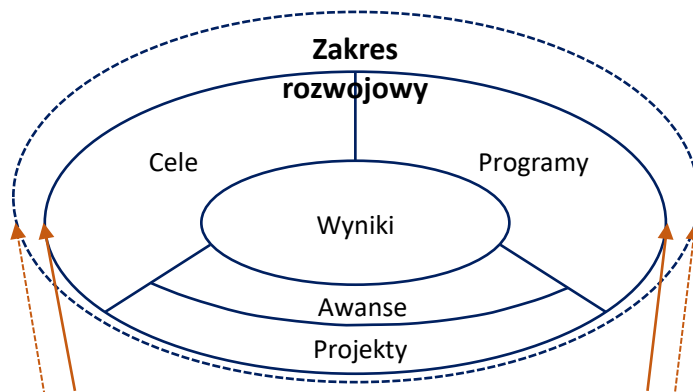 Zakres
rozwojowy
Cele
Programy
Wyniki
Awanse
Projekty